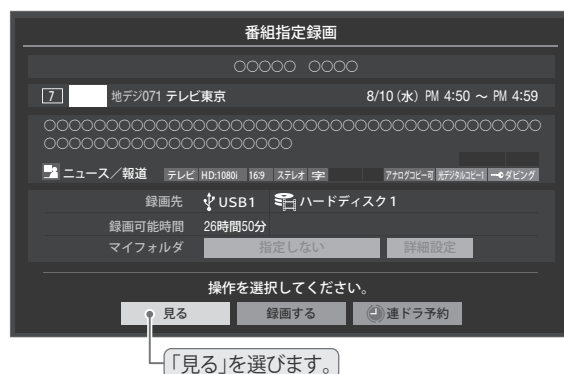 番組指定録画
○○○○○ ○○○○
7 地デジ071 テレビ東京 8/10 (水) PM 4:50 ～ PM 4:59
○○○○○○○○○○○○○○○○○○○○○○○○○○○○○○○○○○○○○○○
○○○○○○○○○○○○○○○○○○○○
ニュース／報道 テレビ HD:1080i 16:9 ステレオ 字 アナログコピー可 光デジタルコピー1 ダビング
録画先 USB1 ハードディスク1
録画可能時間 26時間50分
マイフォルダ 指定しない 詳細設定
操作を選択してください。
見る 録画する 連ドラ予約
「見る」を選びます。